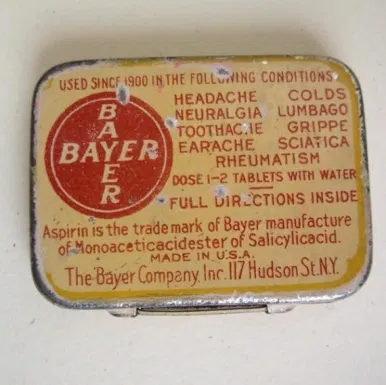 USED SINCE 1900 IN THE FOLLOWING CONDITIONS
BAYER
BAYER
HEADACHE COLDS
NEURALGIA LUMBAGO
TOOTHACHE GRIPPE
EARACHE SCIATICA
RHEUMATISM
DOSE 1-2 TABLETS WITH WATER
FULL DIRECTIONS INSIDE
Aspirin is the trade mark of Bayer manufacture
of Monoaceticacidester of Salicylicacid.
MADE IN U.S.A.
The Bayer Company, Inc. 117 Hudson St. N.Y.